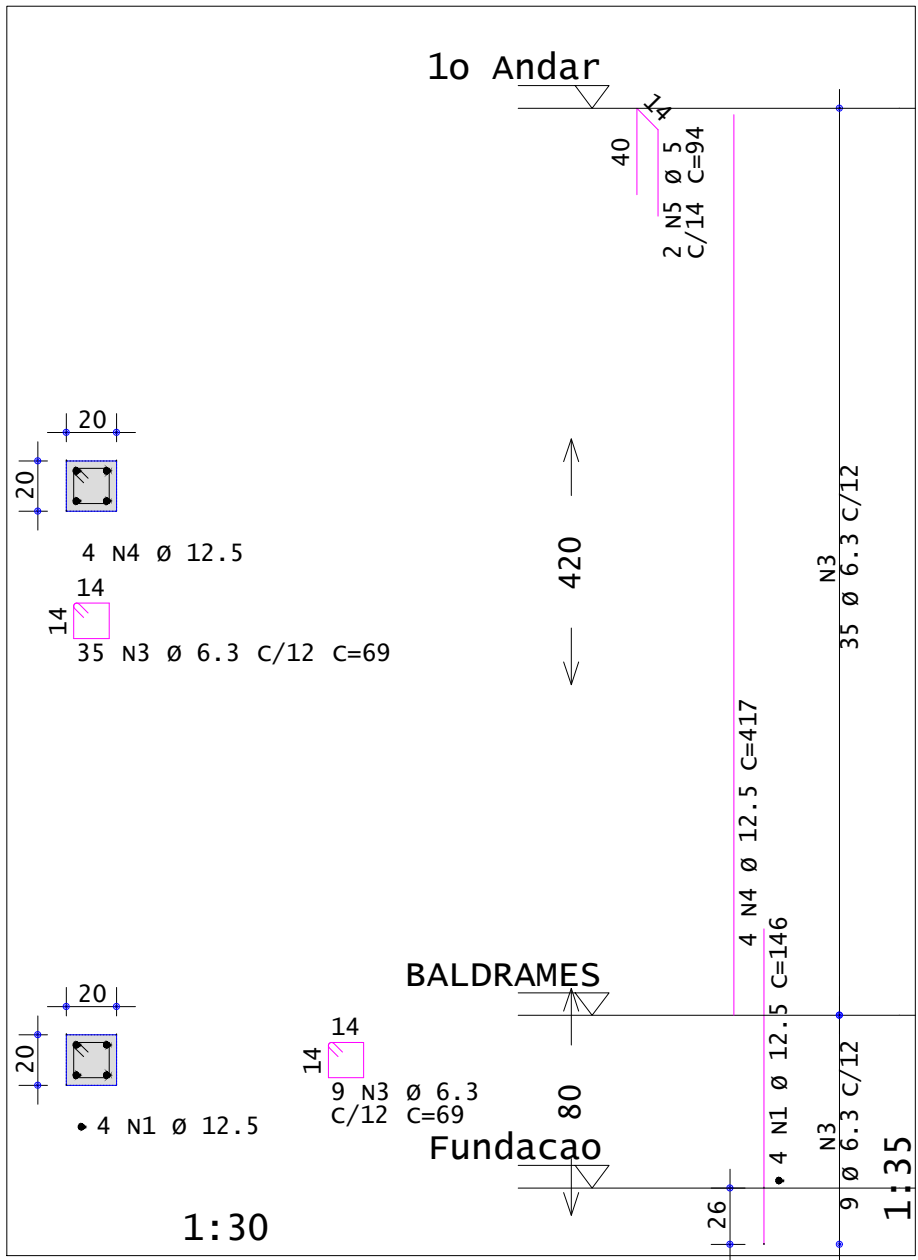 1o Andar
14
40
2 N5 Ø 5
C/14 C=94
20
20
4 N4 Ø 12.5
14
14
35 N3 Ø 6.3 C/12 C=69
420
N3
35 Ø 6.3 C/12
4 N4 Ø 12.5 C=417
BALDRAMES
20
20
14
14
9 N3 Ø 6.3
C/12 C=69
4 N1 Ø 12.5
80
4 N1 Ø 12.5 C=146
N3
9 Ø 6.3 C/12
Fundacao
26
1:30
1:35